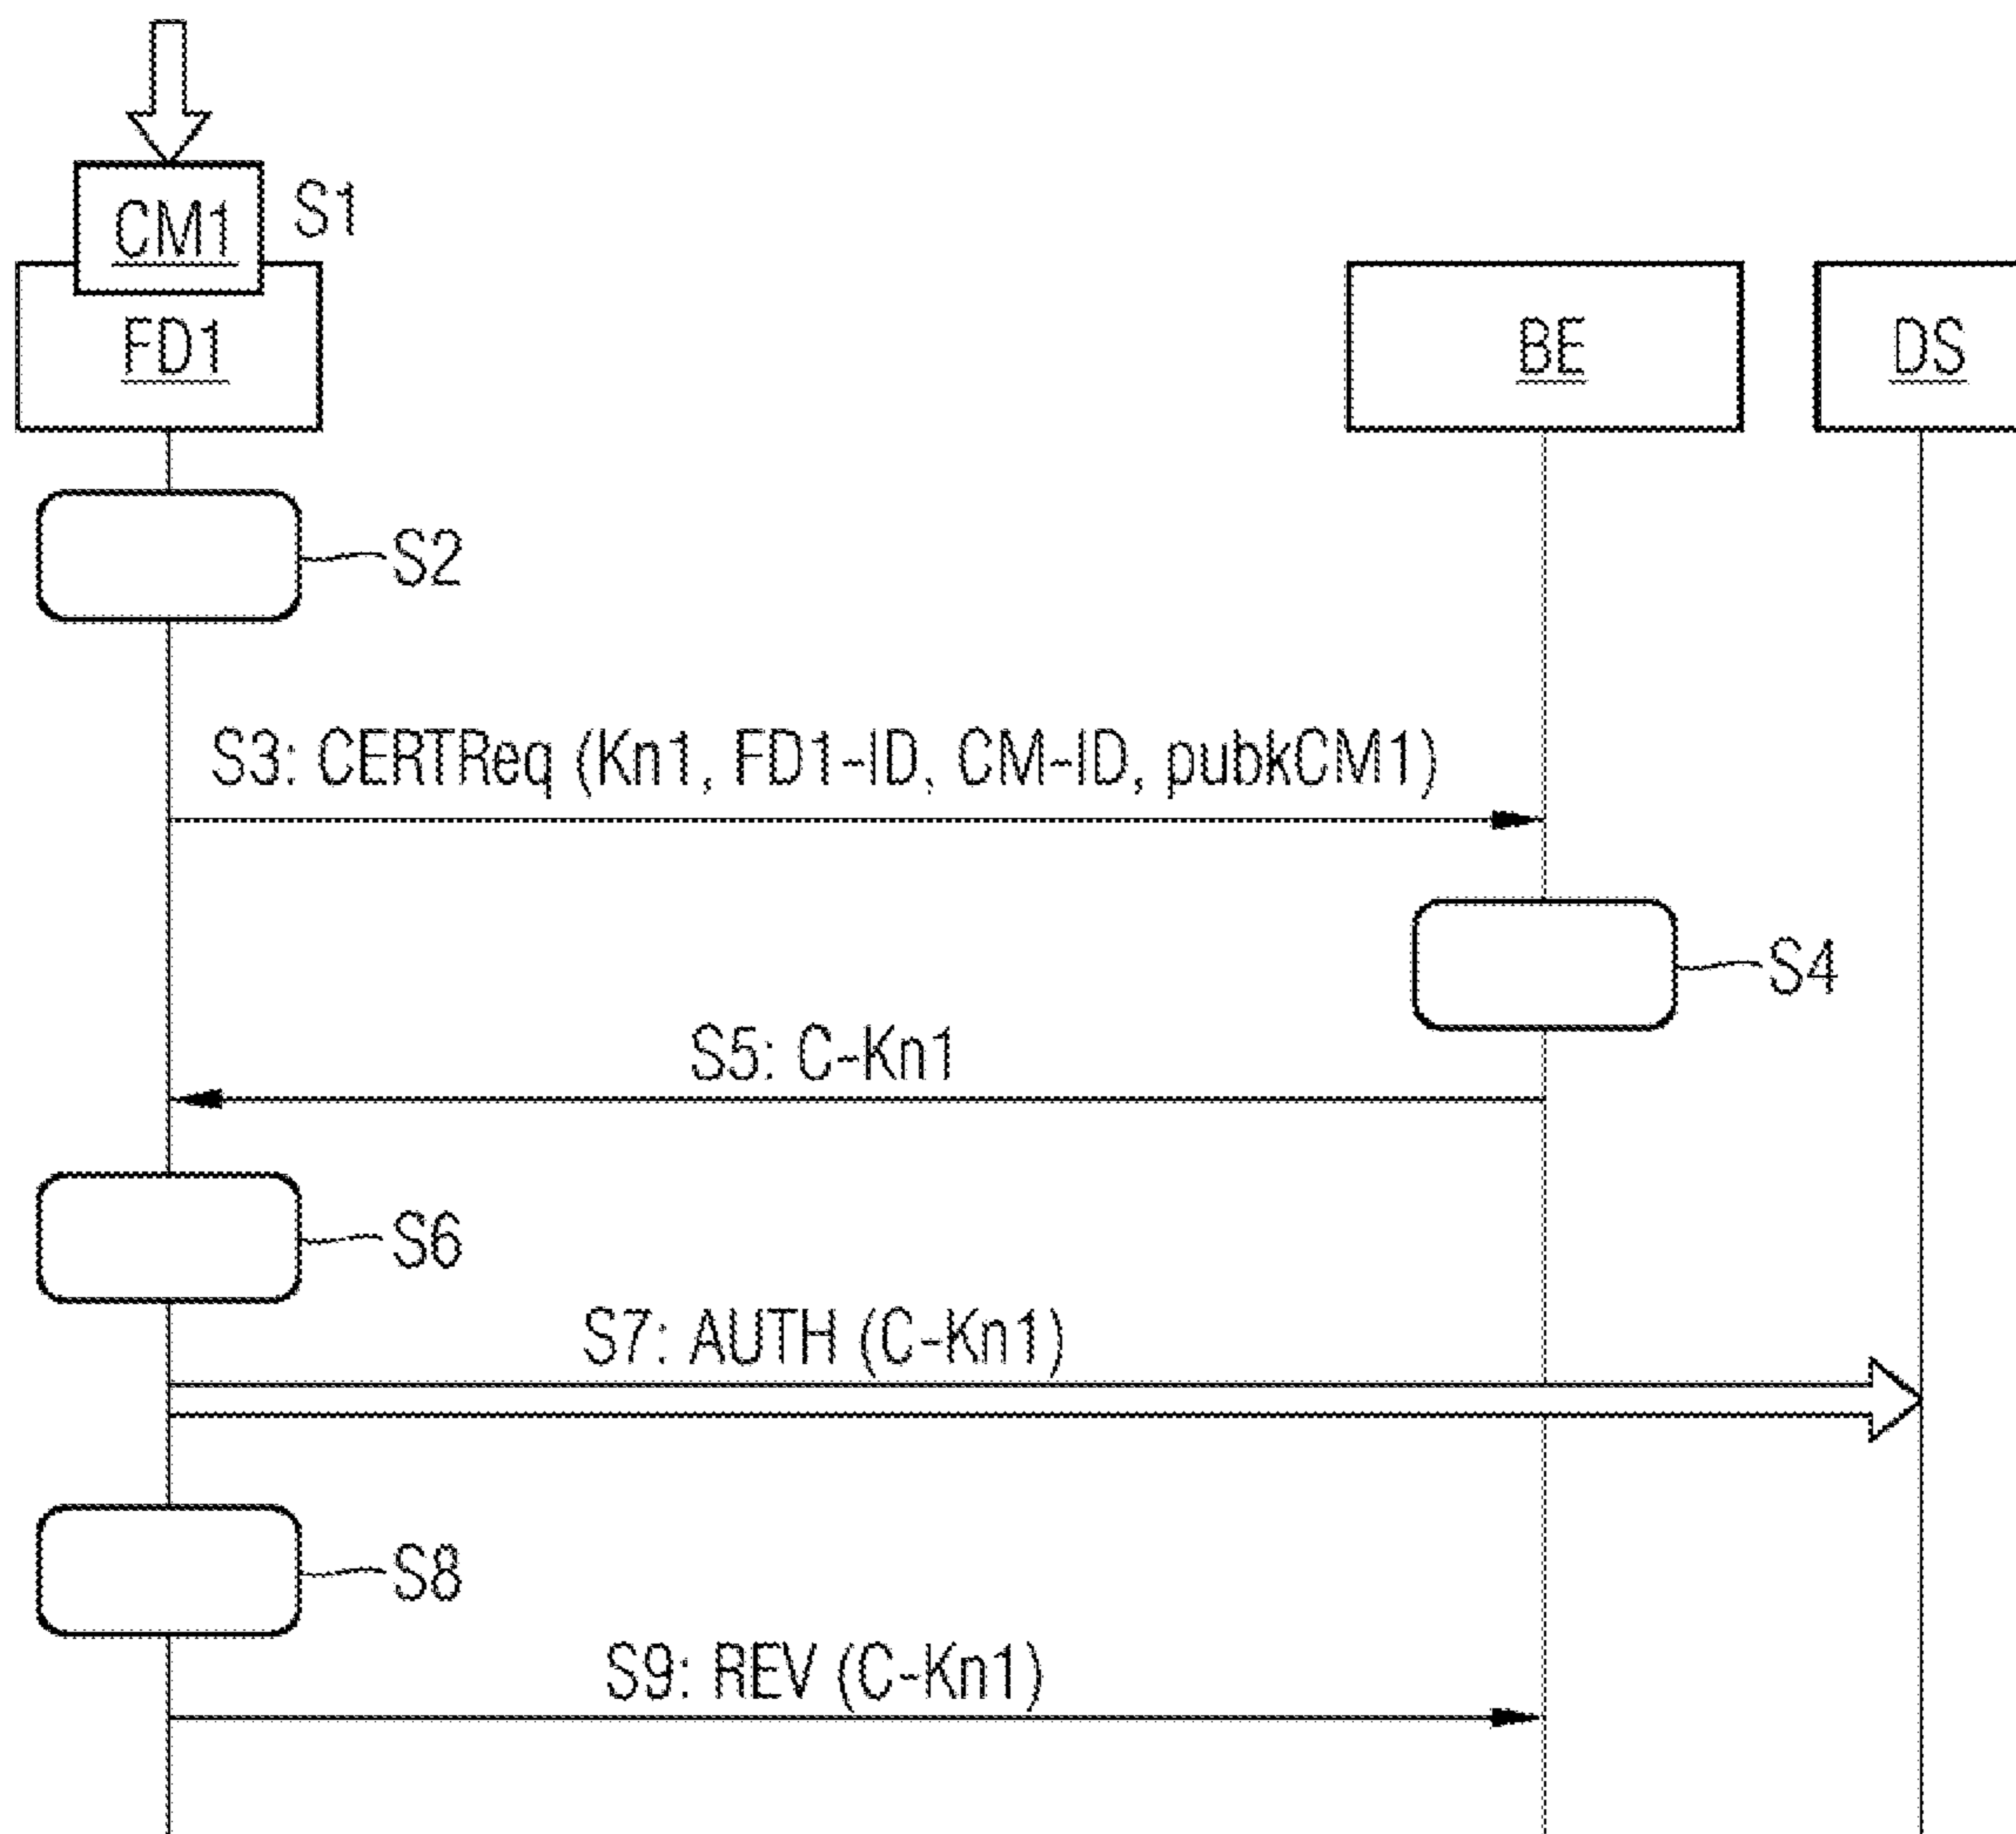 CM1
S1
FD1
BE
DS
S2
S3: CERTReq (Kn1, FD1-ID, CM-ID, pubkCM1)
S4
S5: C-Kn1
S6
S7: AUTH (C-Kn1)
S8
S9: REV (C-Kn1)